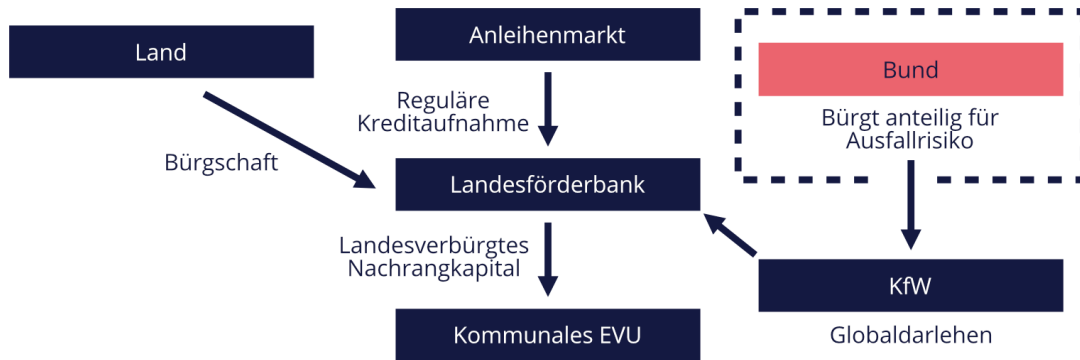 Land
Anleihenmarkt
Bund
Reguläre
Kreditaufnahme
Bürgt anteilig für
Ausfallrisiko
Bürgschaft
Landesförderbank
Landesverbürgtes
Nachrangkapital
KfW
Kommunales EVU
Globaldarlehen